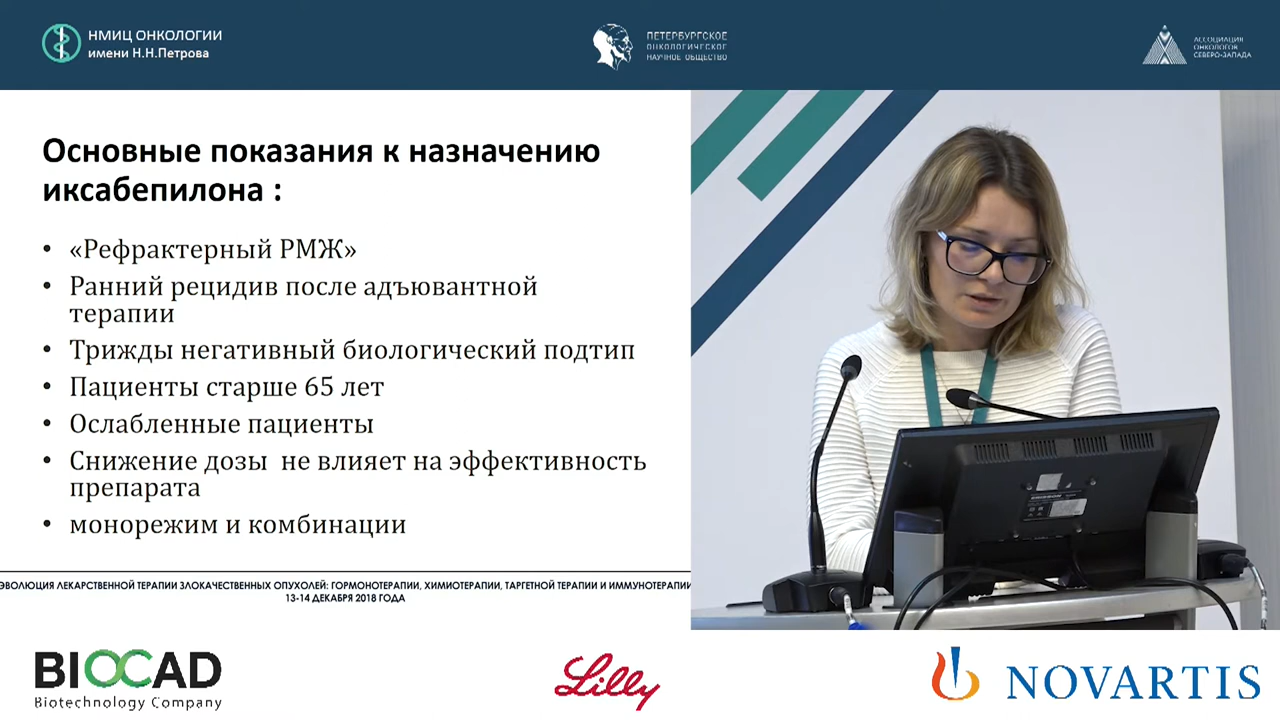 НМИЦ ОНКОЛОГИИ
имени Н.Н.Петрова
ПЕТЕРБУРГСКОЕ
ОНКОЛОГИЧЕСКОЕ
НАУЧНОЕ ОБЩЕСТВО
АССОЦИАЦИЯ
ОНКОЛОГОВ
СЕВЕРО-ЗАПАДА
Основные показания к назначению
иксабепилона :
• «Рефрактерный РМЖ»
• Ранний рецидив после адъювантной
терапии
• Трижды негативный биологический подтип
• Пациенты старше 65 лет
• Ослабленные пациенты
• Снижение дозы не влияет на эффективность
препарата
• монорежим и комбинации
ЭВОЛЮЦИЯ ЛЕКАРСТВЕННОЙ ТЕРАПИИ ЗЛОКАЧЕСТВЕННЫХ ОПУХОЛЕЙ: ГОРМОНОТЕРАПИИ, ХИМИОТЕРАПИИ, ТАРГЕТНОЙ ТЕРАПИИ И ИММУНОТЕРАПИИ
13-14 ДЕКАБРЯ 2018 ГОДА
BIOCAD
Biotechnology Company
Lilly
NOVARTIS